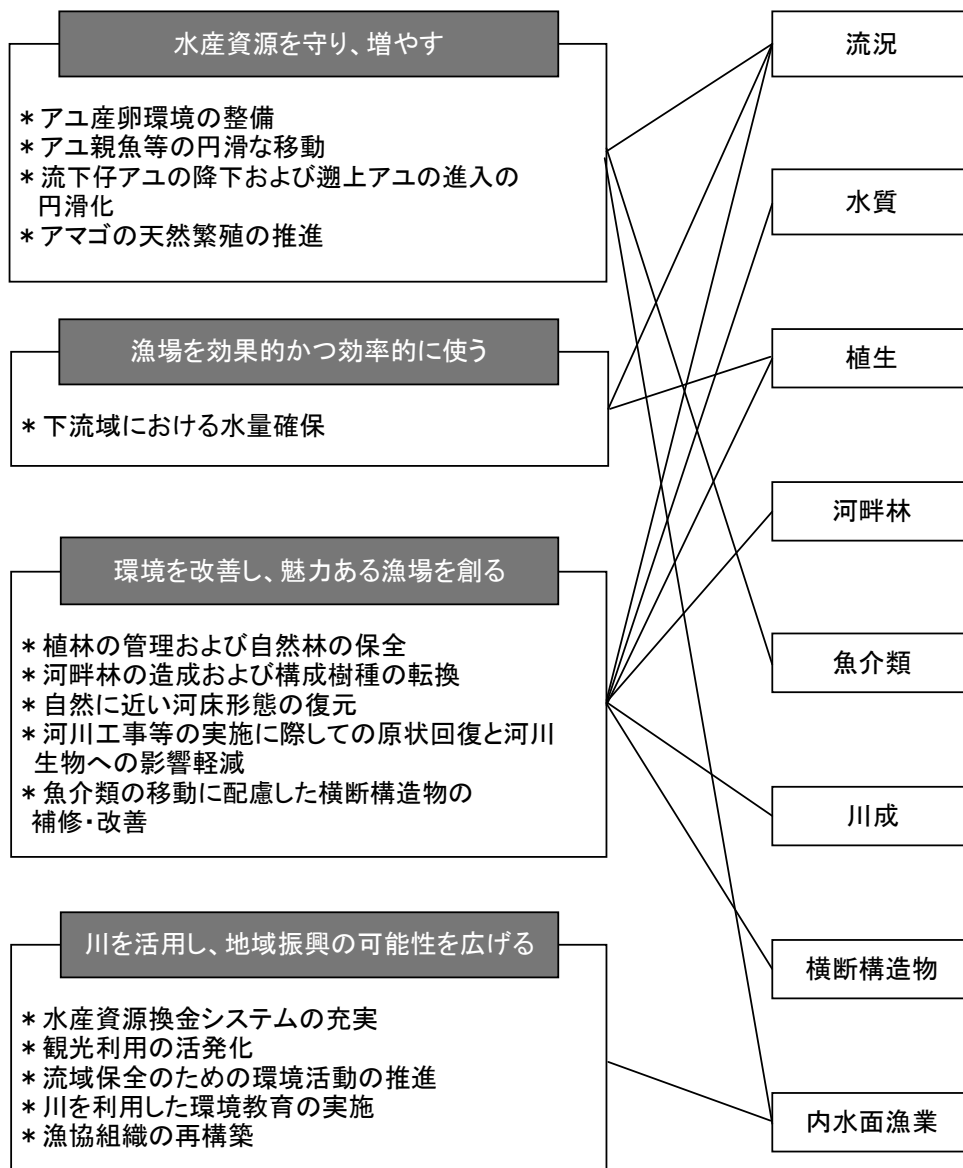 水産資源を守り、増やす
＊アユ産卵環境の整備
＊アユ親魚等の円滑な移動
＊流下仔アユの降下および遡上アユの進入の
円滑化
＊アマゴの天然繁殖の推進
漁場を効果的かつ効率的に使う
＊下流域における水量確保
環境を改善し、魅力ある漁場を創る
＊植林の管理および自然林の保全
＊河畔林の造成および構成樹種の転換
＊自然に近い河床形態の復元
＊河川工事等の実施に際しての原状回復と河川
生物への影響軽減
＊魚介類の移動に配慮した横断構造物の
補修・改善
川を活用し、地域振興の可能性を広げる
＊水産資源換金システムの充実
＊観光利用の活発化
＊流域保全のための環境活動の推進
＊川を利用した環境教育の実施
＊漁協組織の再構築
流況
水質
植生
河畔林
魚介類
川成
横断構造物
内水面漁業